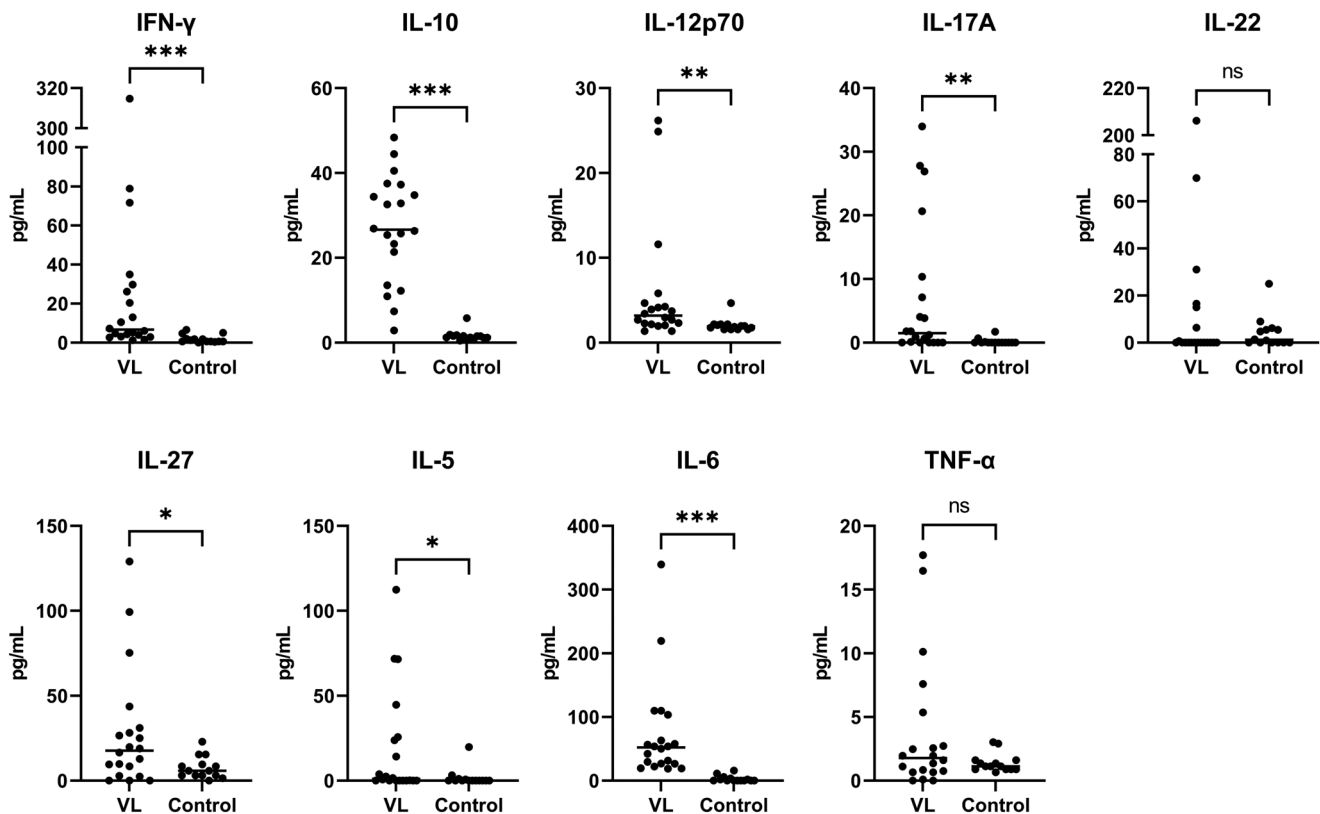 IFN-γ IL-10 IL-12p70 IL-17A IL-22
*** *** ** ** ns
320 300 100 80 60 40 20 0
pg/mL
VL Control
60 40 20 0
pg/mL
VL Control
30 20 10 0
pg/mL
VL Control
40 30 20 10 0
pg/mL
VL Control
220 200 80 60 40 20 0
pg/mL
VL Control
IL-27 IL-5 IL-6 TNF-α
* * *** ns
150 100 50 0
pg/mL
VL Control
150 100 50 0
pg/mL
VL Control
400 300 200 100 0
pg/mL
VL Control
20 15 10 5 0
pg/mL
VL Control